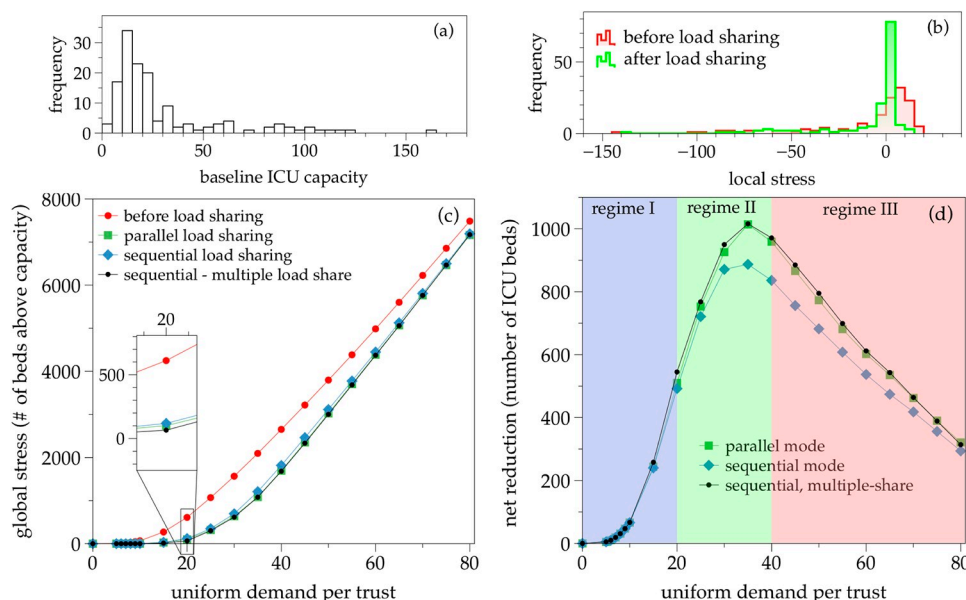 (a)
frequency
30
20
10
0
0 50 100 150
baseline ICU capacity
(b)
before load sharing
after load sharing
frequency
50
0
−150 −100 −50 0
local stress
(c)
8000
6000
4000
2000
0
global stress (# of beds above capacity)
before load sharing
parallel load sharing
sequential load sharing
sequential - multiple load share
20
500
0
0 20 40 60 80
uniform demand per trust
regime I regime II regime III
(d)
1000
800
600
400
200
0
net reduction (number of ICU beds)
parallel mode
sequential mode
sequential, multiple-share
0 20 40 60 80
uniform demand per trust